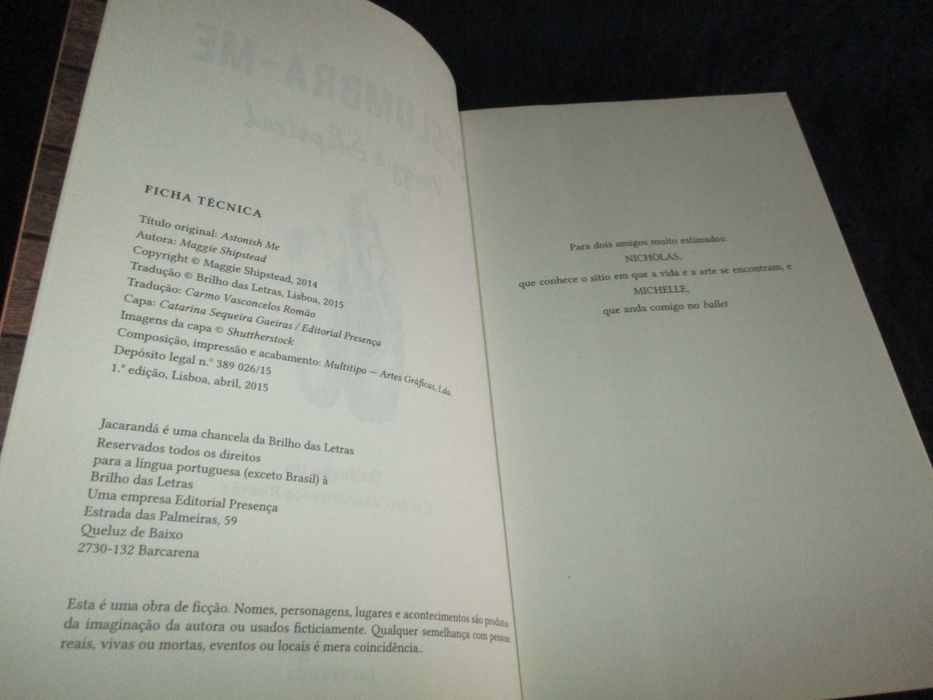 FICHA TÉCNICA
Título original: Astonish Me
Autora: Maggie Shipstead
Copyright © Maggie Shipstead, 2014
Tradução © Brilho das Letras, Lisboa, 2015
Tradução: Carmo Vasconcelos Romão
Capa: Catarina Sequeira Gaeiras / Editorial Presença
Imagens da capa © Shuttherstock
Composição, impressão e acabamento: Multitipo — Artes Gráficas, Lda.
Depósito legal n.º 389 026/15
1.ª edição, Lisboa, abril, 2015
Jacarandá é uma chancela da Brilho das Letras
Reservados todos os direitos
para a língua portuguesa (exceto Brasil) à
Brilho das Letras
Uma empresa Editorial Presença
Estrada das Palmeiras, 59
Queluz de Baixo
2730-132 Barcarena
Esta é uma obra de ficção. Nomes, personagens, lugares e acontecimentos são produtos
da imaginação da autora ou usados ficticiamente. Qualquer semelhança com pessoas
reais, vivas ou mortas, eventos ou locais é mera coincidência..
Para dois amigos muito estimados:
NICHOLAS,
que conhece o sítio em que a vida e a arte se encontram, e
MICHELLE,
que anda comigo no ballet